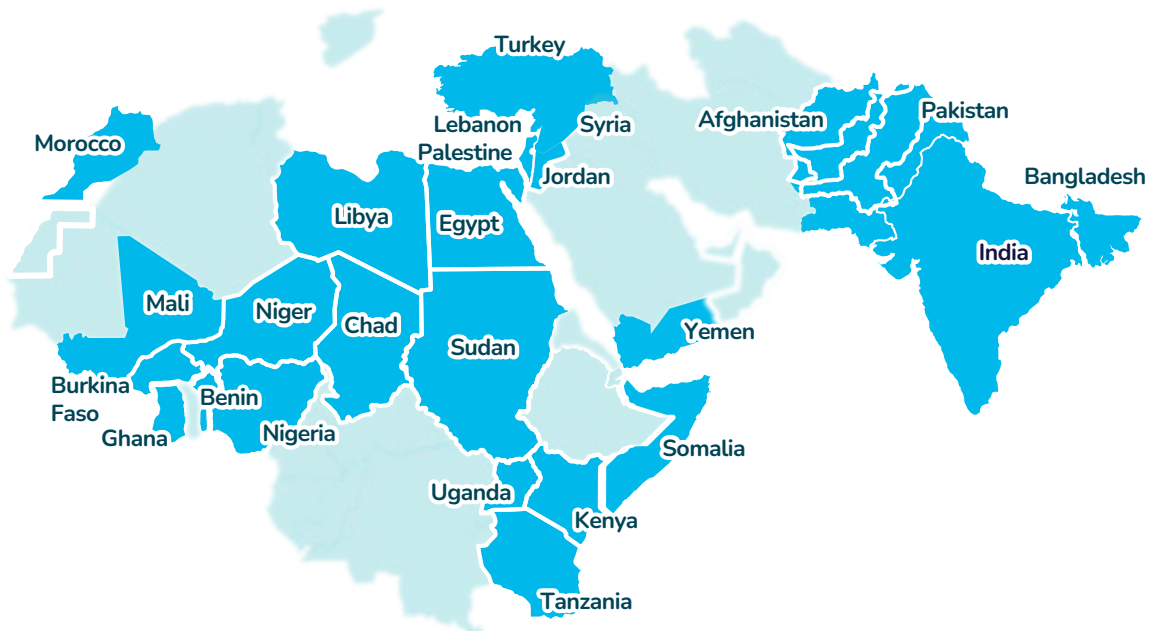 Turkey
Lebanon
Syria
Afghanistan
Pakistan
Morocco
Palestine
Jordan
Bangladesh
Libya
Egypt
India
Mali
Niger
Chad
Sudan
Yemen
Burkina
Faso
Benin
Ghana
Nigeria
Somalia
Uganda
Kenya
Tanzania